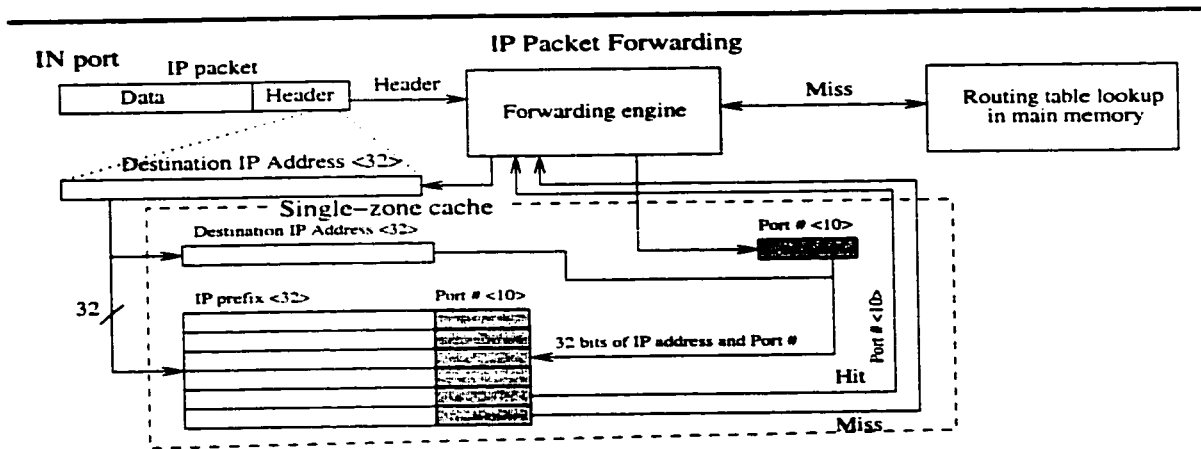 IP Packet Forwarding
IN port
IP packet
Data
Header
Header
Forwarding engine
Miss
Routing table lookup
in main memory
Destination IP Address <32>
Single-zone cache
Destination IP Address <32>
Port # <10>
32
IP prefix <32>
Port # <10>
32 bits of IP address and Port #
Port # <10>
Hit
Miss